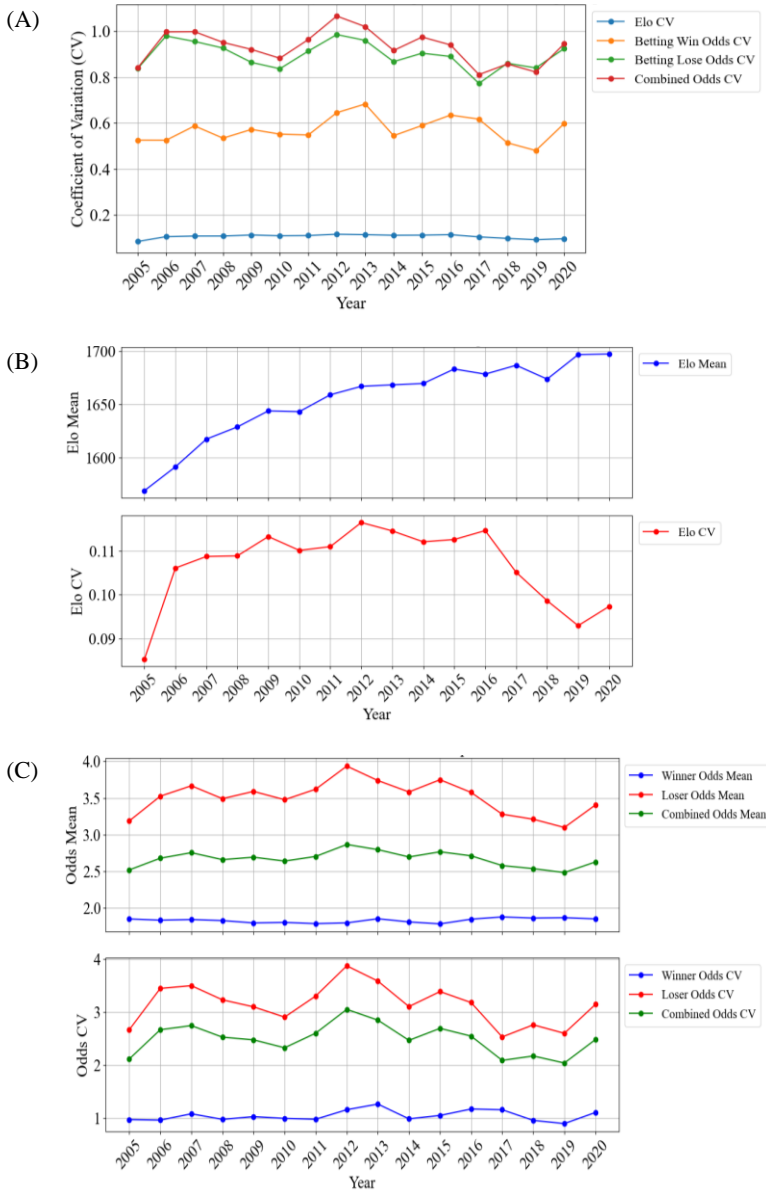 (A)
Coefficient of Variation (CV)
1.0
0.8
0.6
0.4
0.2
2005 2006 2007 2008 2009 2010 2011 2012 2013 2014 2015 2016 2017 2018 2019 2020
Year
Elo CV
Betting Win Odds CV
Betting Lose Odds CV
Combined Odds CV
(B)
Elo Mean
1700
1650
1600
Elo Mean
Elo CV
0.11
0.10
0.09
2005 2006 2007 2008 2009 2010 2011 2012 2013 2014 2015 2016 2017 2018 2019 2020
Year
Elo CV
(C)
Odds Mean
4.0
3.5
3.0
2.5
2.0
Winner Odds Mean
Loser Odds Mean
Combined Odds Mean
Odds CV
4
3
2
1
2005 2006 2007 2008 2009 2010 2011 2012 2013 2014 2015 2016 2017 2018 2019 2020
Year
Winner Odds CV
Loser Odds CV
Combined Odds CV